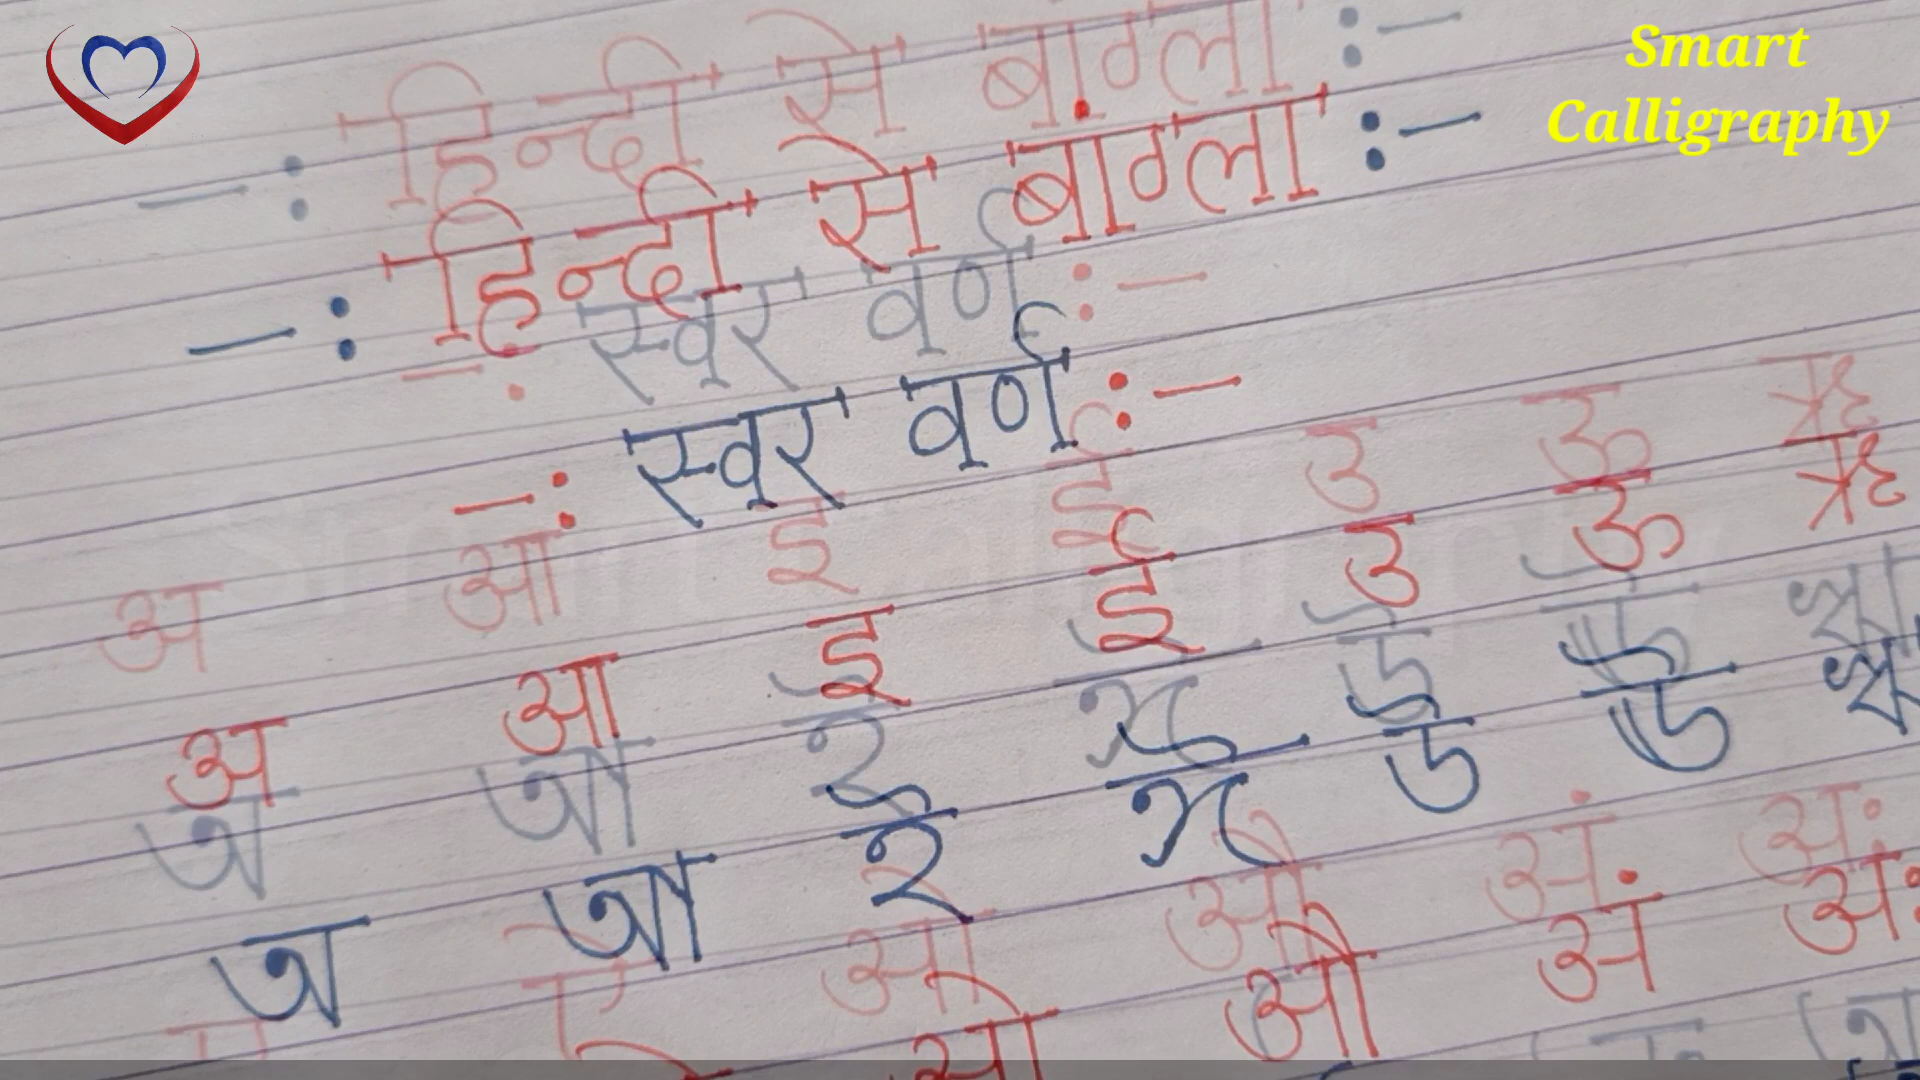 Smart
Calligraphy
-: हिन्दी से बांग्ला :-
-: स्वर वर्ण :-
अ आ इ ई उ ऊ ऋ
অ আ ই ঈ উ ঊ ঋ
ओ औ अं अः